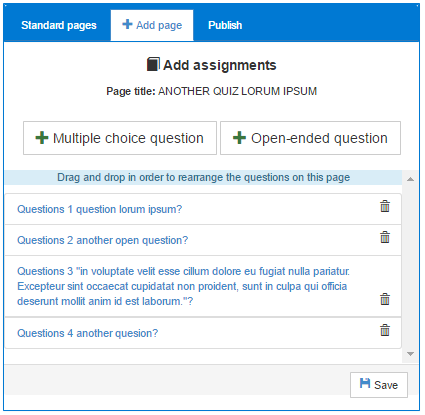 Standard pages
Add page
Publish
Add assignments
Page title: ANOTHER QUIZ LORUM IPSUM
Multiple choice question
Open-ended question
Drag and drop in order to rearrange the questions on this page
Questions 1 question lorum ipsum?
Questions 2 another open question?
Questions 3 "in voluptate velit esse cillum dolore eu fugiat nulla pariatur.
Excepteur sint occaecat cupidatat non proident, sunt in culpa qui officia
deserunt mollit anim id est laborum."?
Questions 4 another quesion?
Save